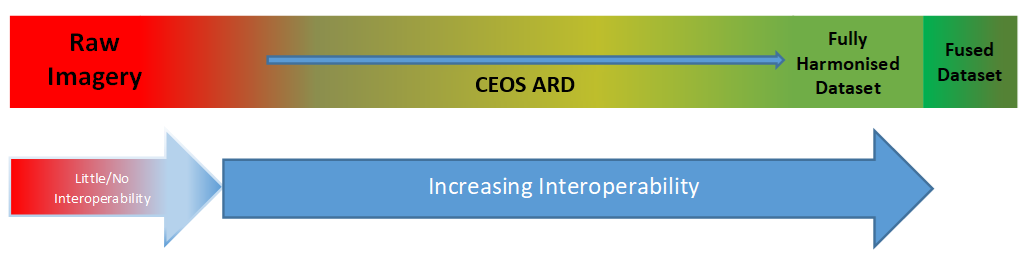 Raw
Imagery
CEOS ARD
Fully
Harmonised
Dataset
Fused
Dataset
Little/No
Interoperability
Increasing Interoperability